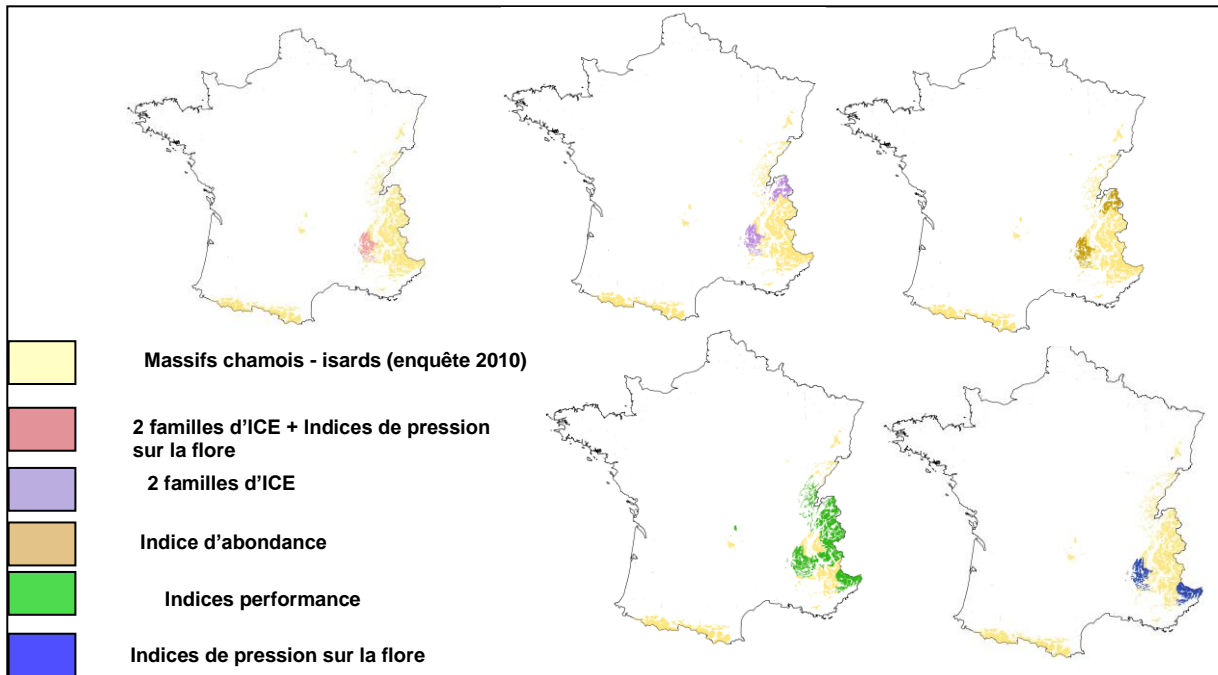 Massifs chamois - isards (enquête 2010)
2 familles d’ICE + Indices de pression
sur la flore
2 familles d’ICE
Indice d’abondance
Indices performance
Indices de pression sur la flore